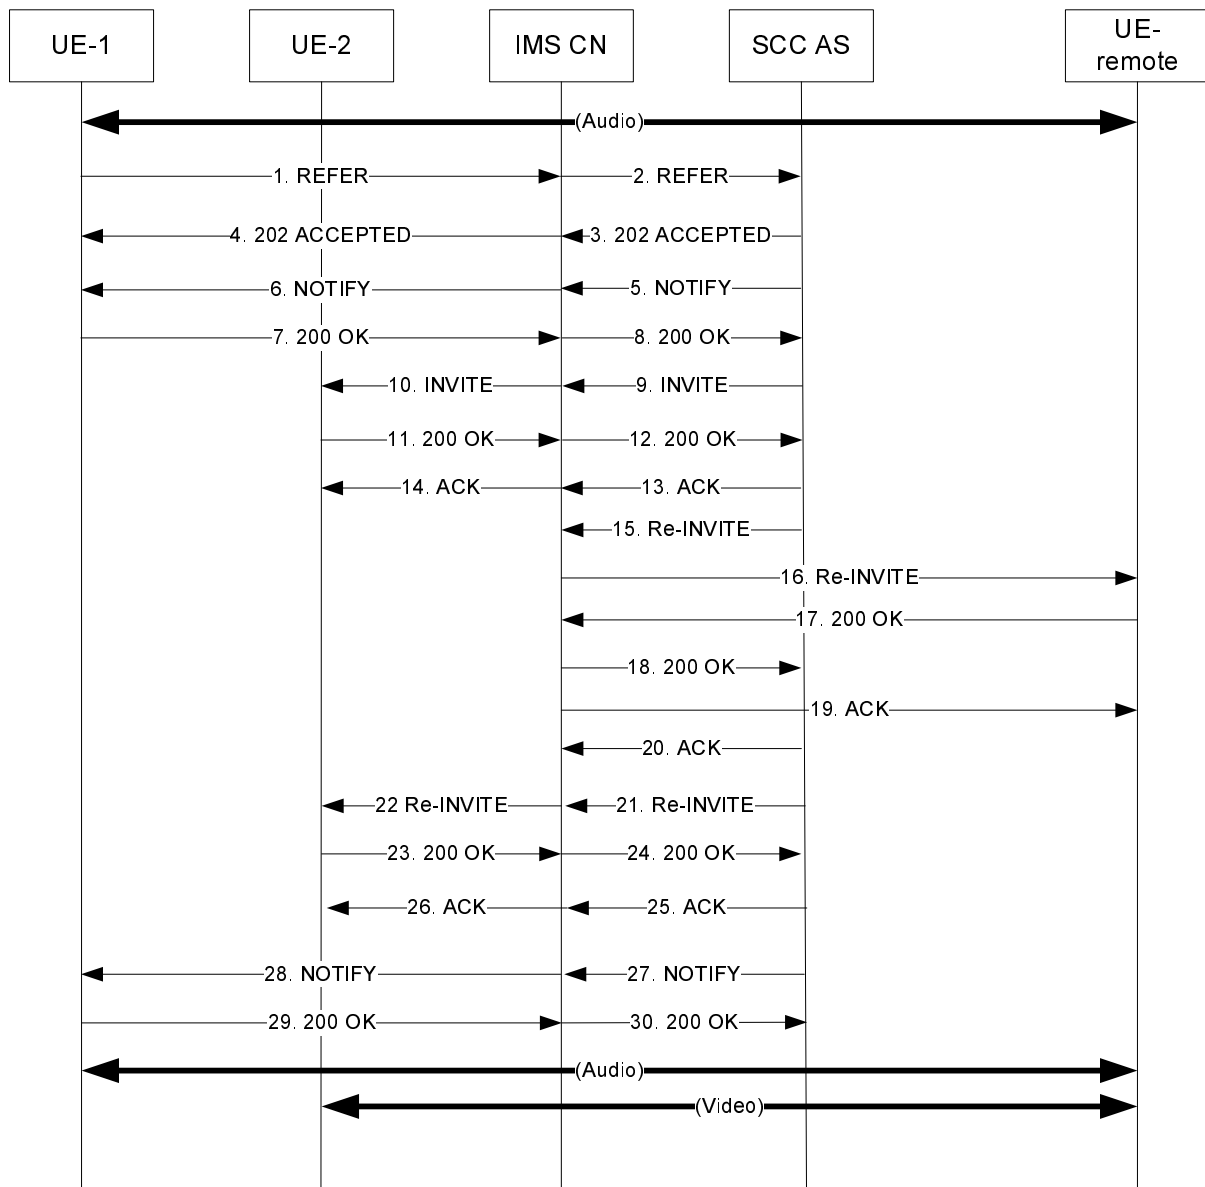 UE-1
UE-2
IMS CN
SCC AS
UE-
remote
(Audio)
1. REFER
2. REFER
4. 202 ACCEPTED
3. 202 ACCEPTED
6. NOTIFY
5. NOTIFY
7. 200 OK
8. 200 OK
10. INVITE
9. INVITE
11. 200 OK
12. 200 OK
14. ACK
13. ACK
15. Re-INVITE
16. Re-INVITE
17. 200 OK
18. 200 OK
19. ACK
20. ACK
22 Re-INVITE
21. Re-INVITE
23. 200 OK
24. 200 OK
26. ACK
25. ACK
28. NOTIFY
27. NOTIFY
29. 200 OK
30. 200 OK
(Audio)
(Video)